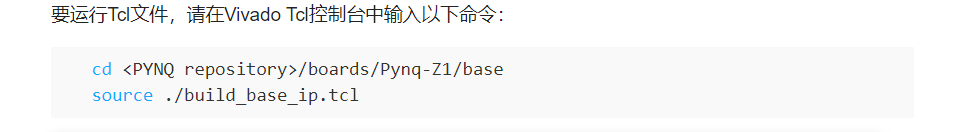 要运行Tcl文件，请在Vivado Tcl控制台中输入以下命令：
cd <PYNQ repository>/boards/Pynq-Z1/base
source ./build_base_ip.tcl